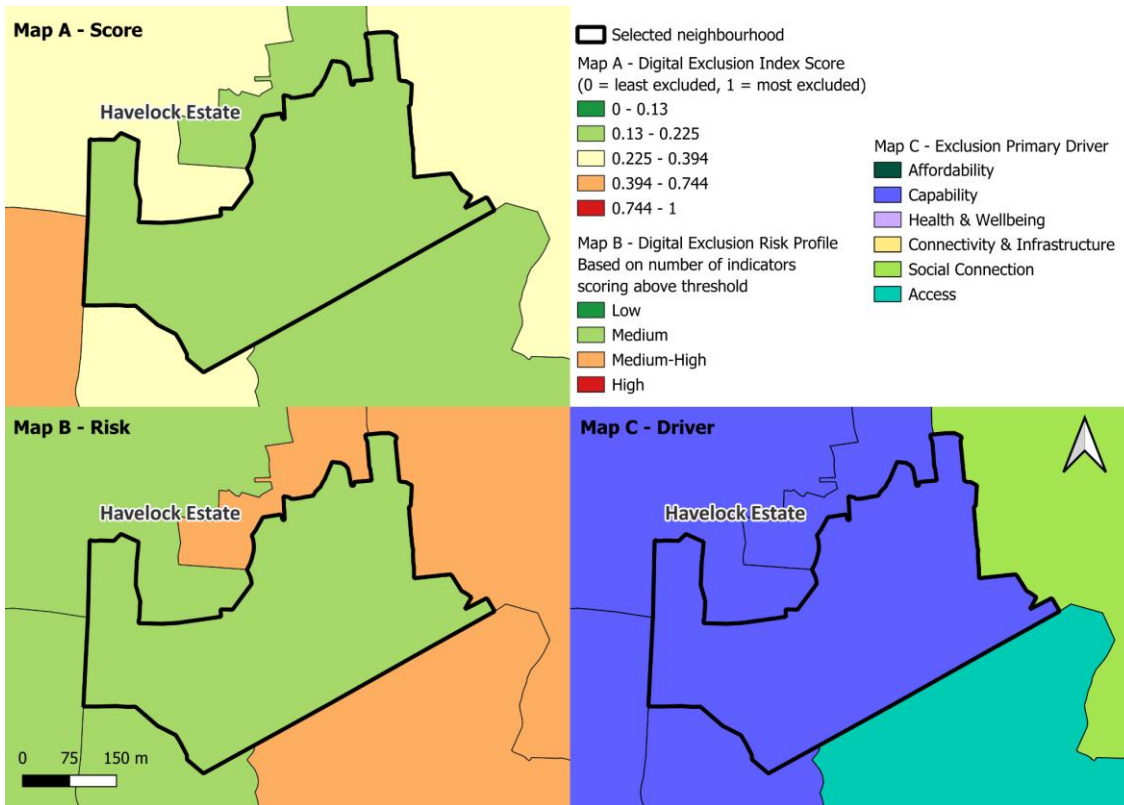 Map A - Score
Havelock Estate
Selected neighbourhood
Map A - Digital Exclusion Index Score
(0 = least excluded, 1 = most excluded)
0 - 0.13
0.13 - 0.225
0.225 - 0.394
0.394 - 0.744
0.744 - 1
Map B - Digital Exclusion Risk Profile
Based on number of indicators
scoring above threshold
Low
Medium
Medium-High
High
Map C - Exclusion Primary Driver
Affordability
Capability
Health & Wellbeing
Connectivity & Infrastructure
Social Connection
Access
Map B - Risk
Havelock Estate
0 75 150 m
Map C - Driver
Havelock Estate